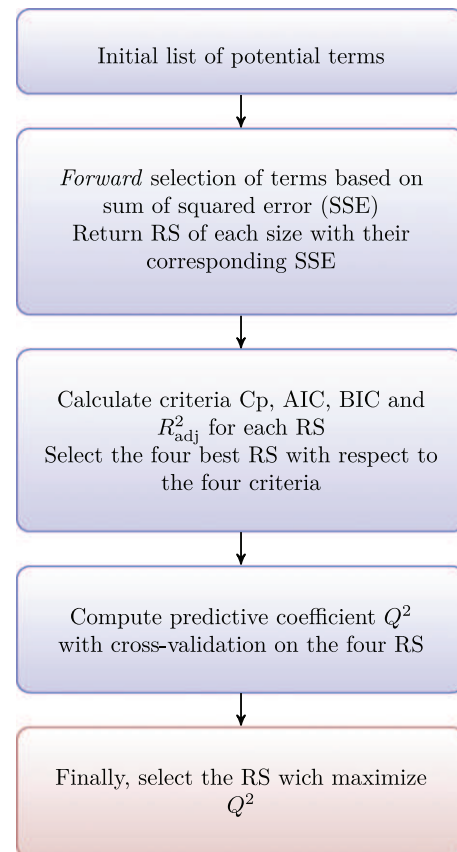 Initial list of potential terms
Forward selection of terms based on
sum of squared error (SSE)
Return RS of each size with their
corresponding SSE
Calculate criteria Cp, AIC, BIC and
R²adj for each RS
Select the four best RS with respect to
the four criteria
Compute predictive coefficient Q²
with cross-validation on the four RS
Finally, select the RS wich maximize
Q²